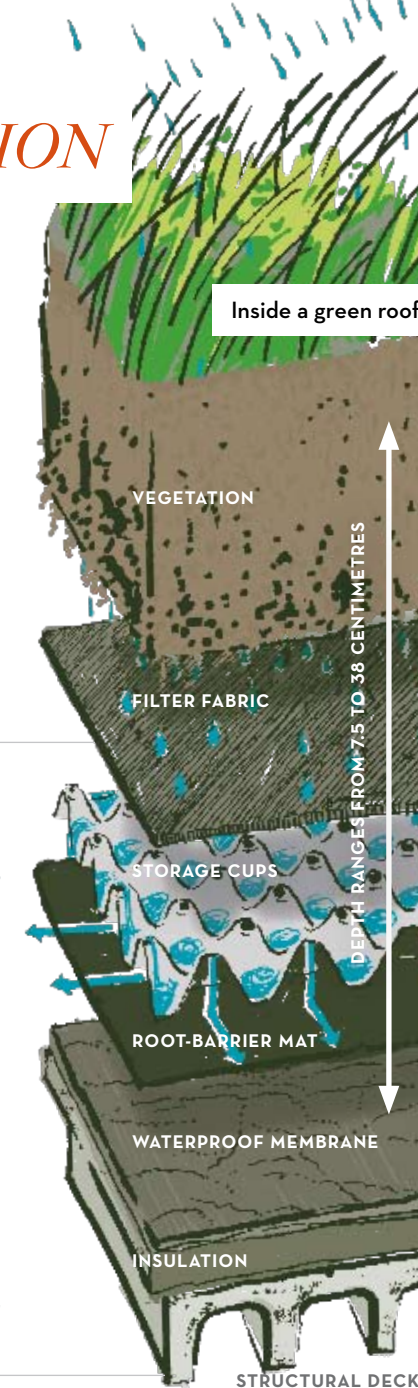 ION
Inside a green roof
VEGETATION
DEPTH RANGES FROM 7.5 TO 38 CENTIMETRES
FILTER FABRIC
STORAGE CUPS
ROOT-BARRIER MAT
WATERPROOF MEMBRANE
INSULATION
STRUCTURAL DECK